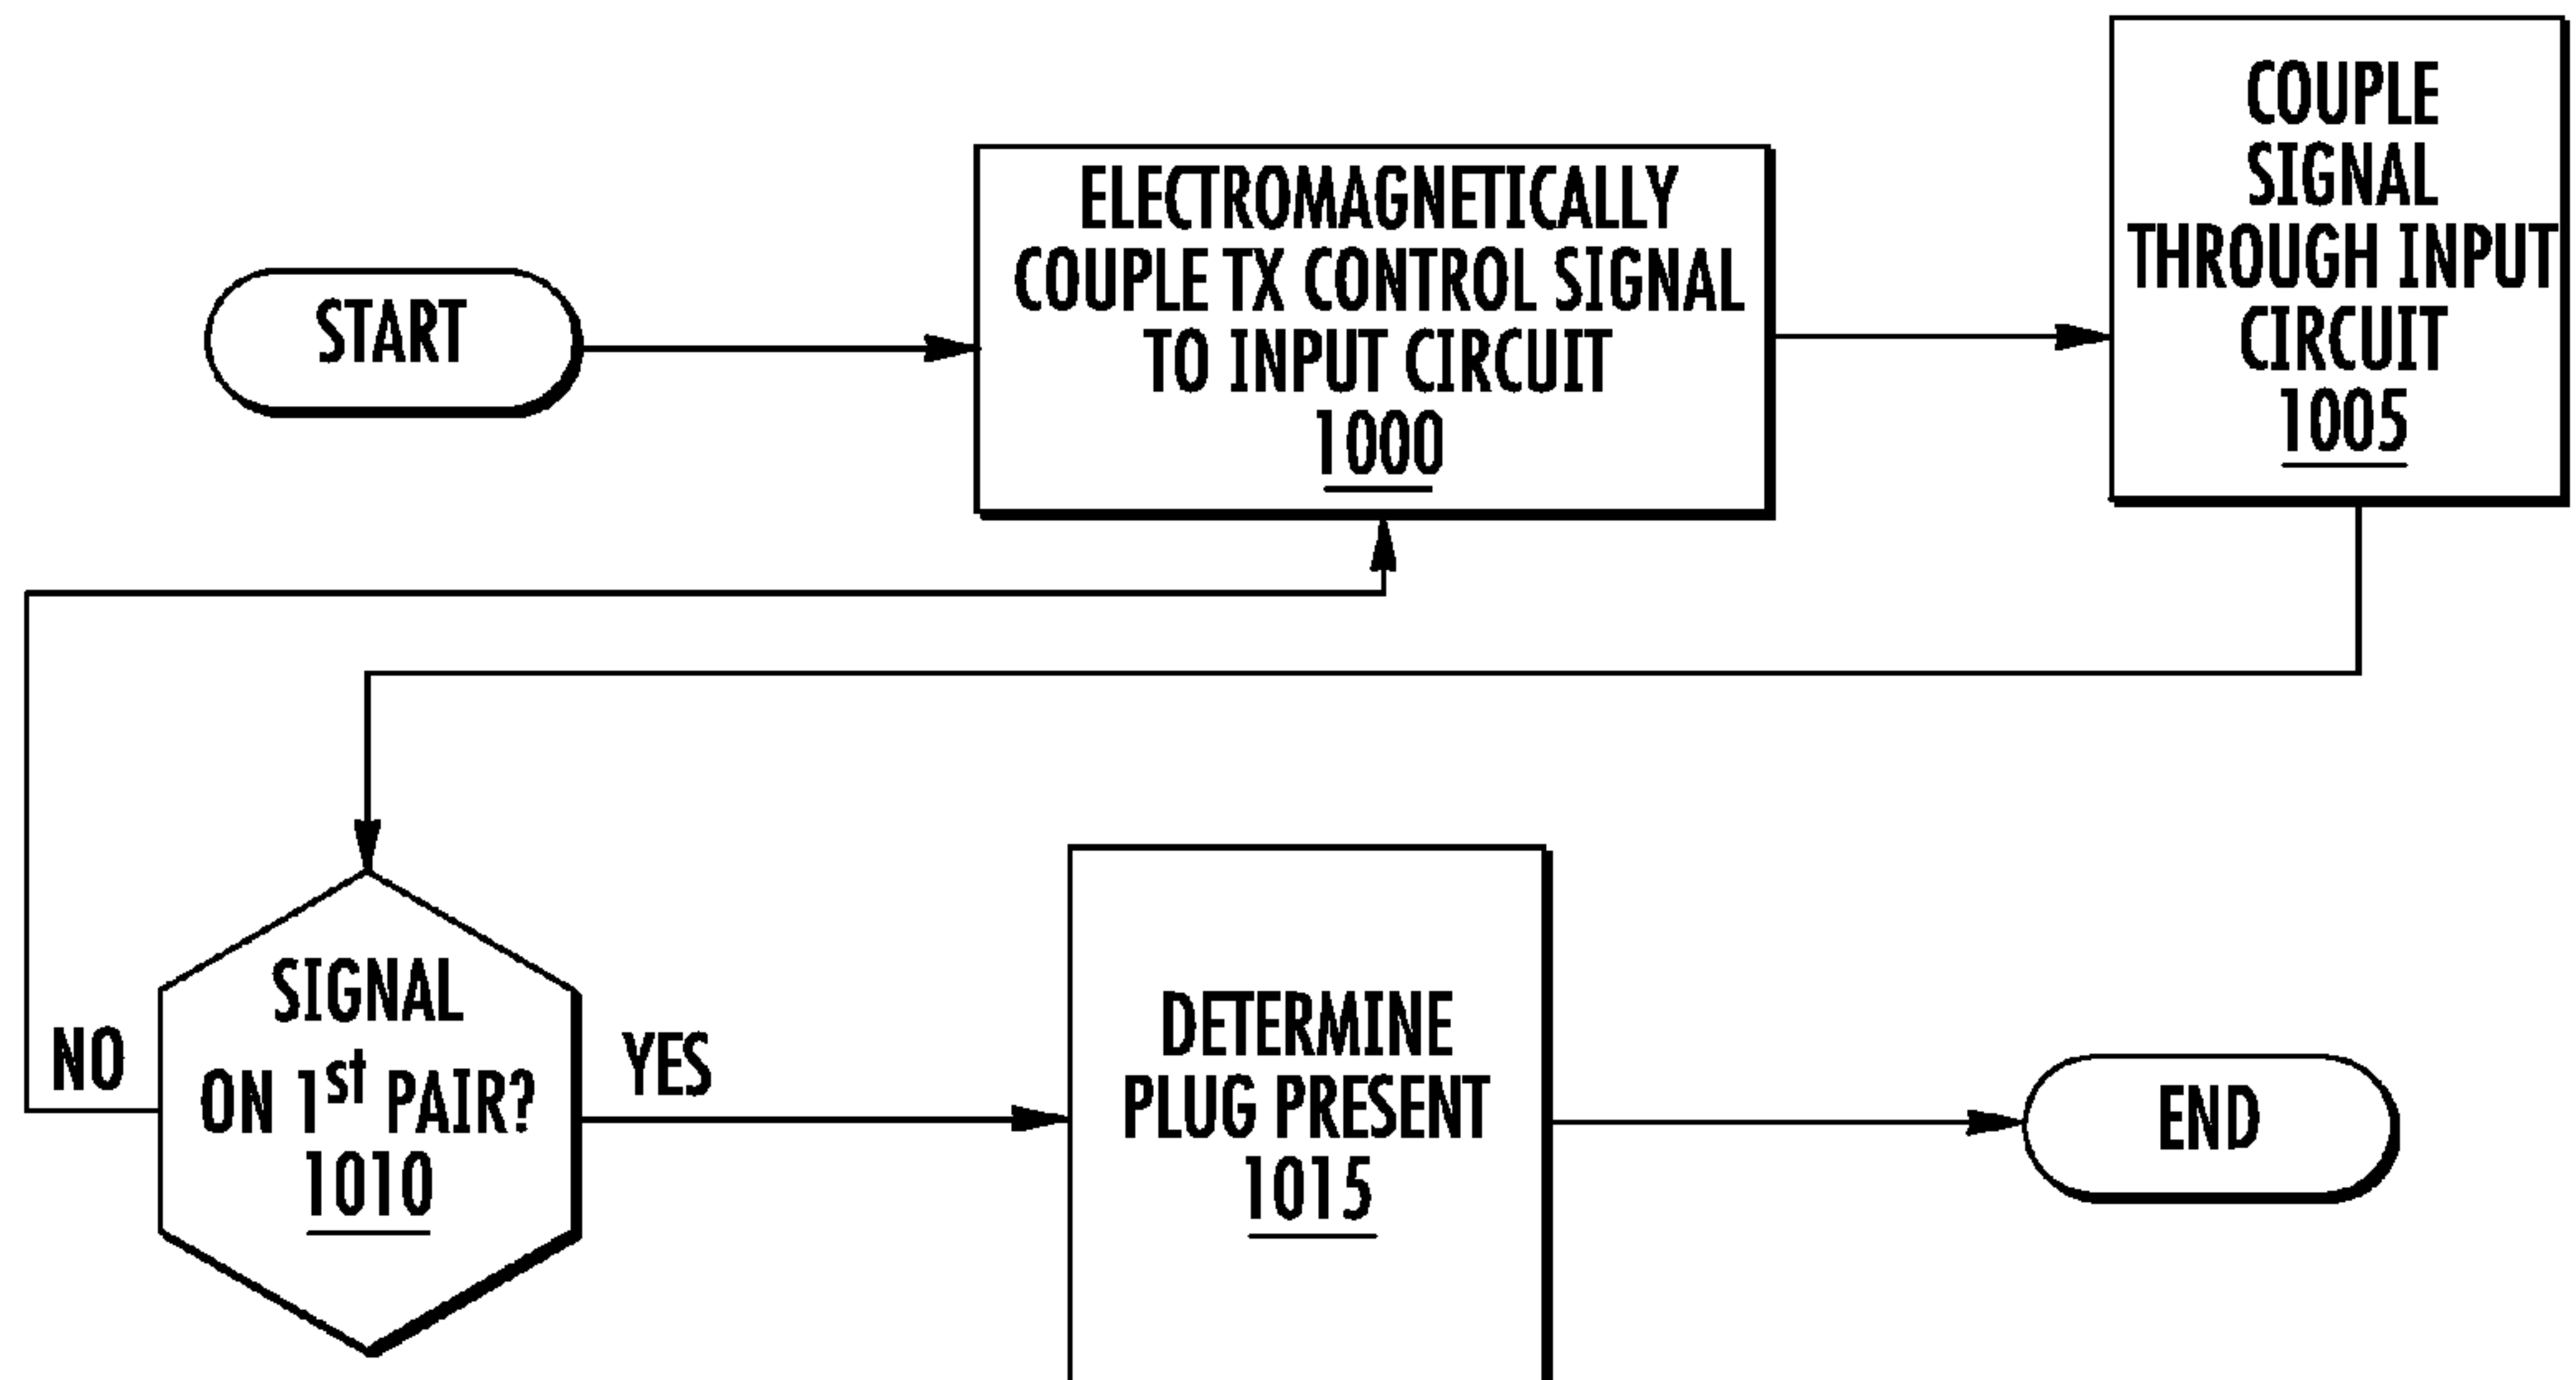 START
ELECTROMAGNETICALLY
COUPLE TX CONTROL SIGNAL
TO INPUT CIRCUIT
1000
COUPLE
SIGNAL
THROUGH INPUT
CIRCUIT
1005
SIGNAL
ON 1st PAIR?
1010
NO
YES
DETERMINE
PLUG PRESENT
1015
END